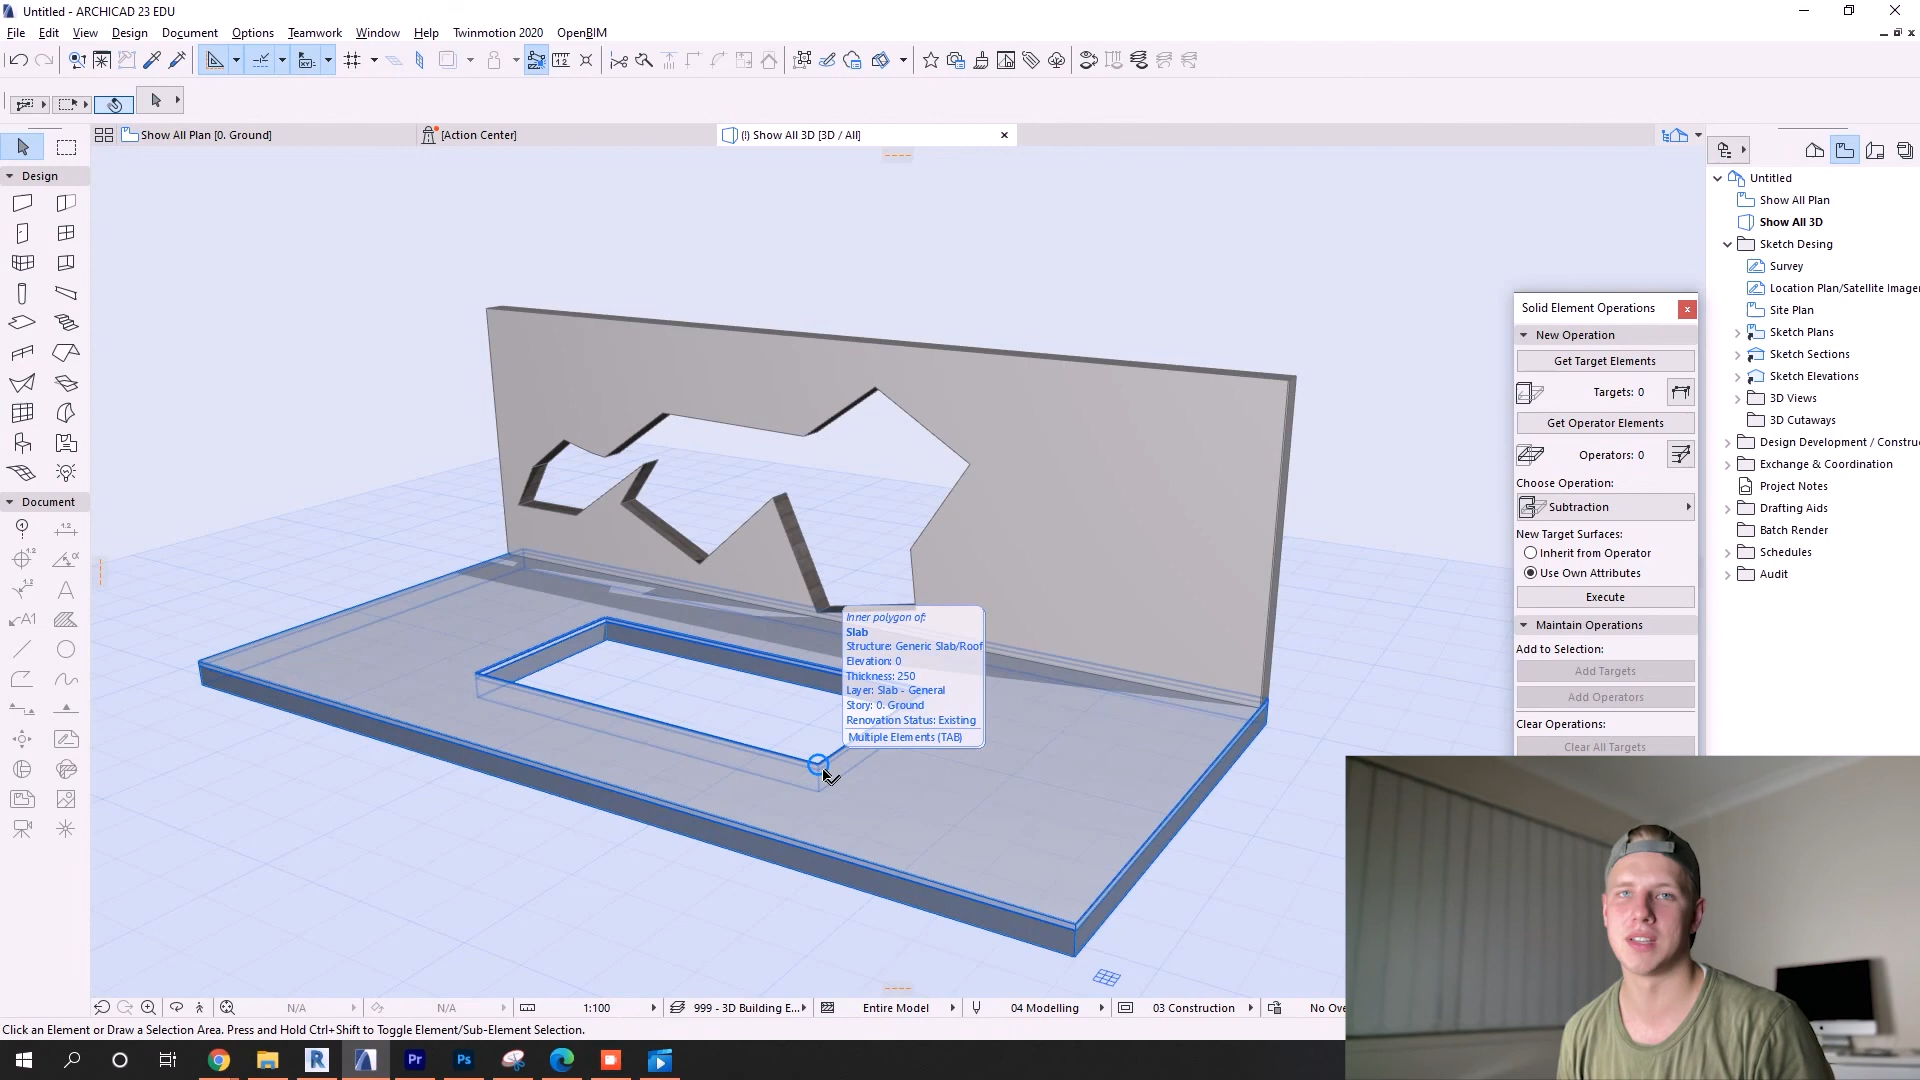 Untitled - ARCHICAD 23 EDU
File Edit View Design Document Options Teamwork Window Help Twinmotion 2020 OpenBIM
Show All Plan [0. Ground]
[Action Center]
(!) Show All 3D [3D / All]
Design
Document
Inner polygon of:
Slab
Structure: Generic Slab/Roof
Elevation: 0
Thickness: 250
Layer: Slab - General
Story: 0. Ground
Renovation Status: Existing
Multiple Elements (TAB)
Solid Element Operations
New Operation
Get Target Elements
Targets: 0
Get Operator Elements
Operators: 0
Choose Operation:
Subtraction
New Target Surfaces:
Inherit from Operator
Use Own Attributes
Execute
Maintain Operations
Add to Selection:
Add Targets
Add Operators
Clear Operations:
Clear All Targets
Untitled
Show All Plan
Show All 3D
Sketch Desing
Survey
Location Plan/Satellite Image
Site Plan
Sketch Plans
Sketch Sections
Sketch Elevations
3D Views
3D Cutaways
Design Development / Constru
Exchange & Coordination
Project Notes
Drafting Aids
Batch Render
Schedules
Audit
N/A
N/A
1:100
999 - 3D Building E...
Entire Model
04 Modelling
03 Construction
No Ove
Click an Element or Draw a Selection Area. Press and Hold Ctrl+Shift to Toggle Element/Sub-Element Selection.
R
Pr
Ps